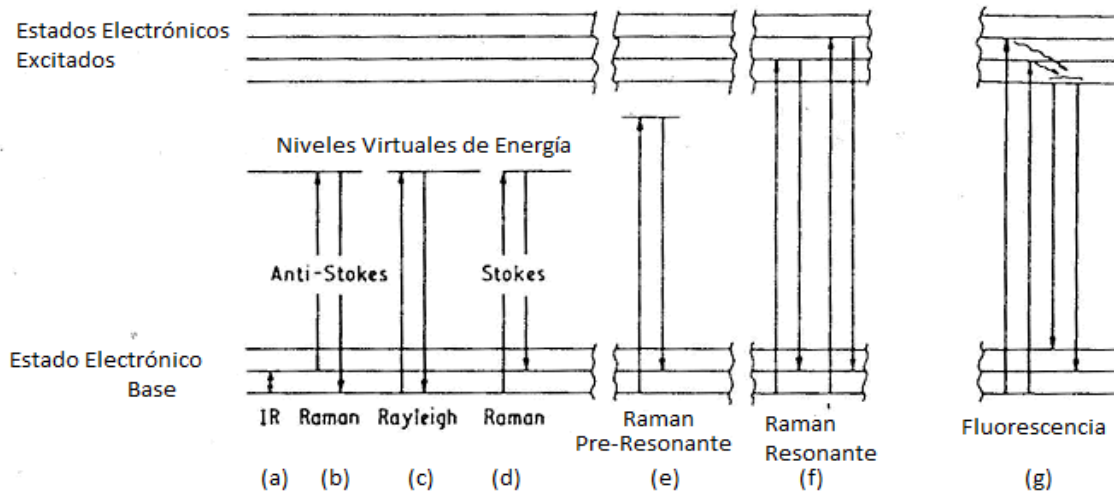 Estados Electrónicos
Excitados
Niveles Virtuales de Energía
Anti-Stokes
Stokes
Estado Electrónico
Base
IR Raman Rayleigh Raman
Raman
Pre-Resonante
Raman
Resonante
Fluorescencia
(a) (b) (c) (d) (e) (f) (g)